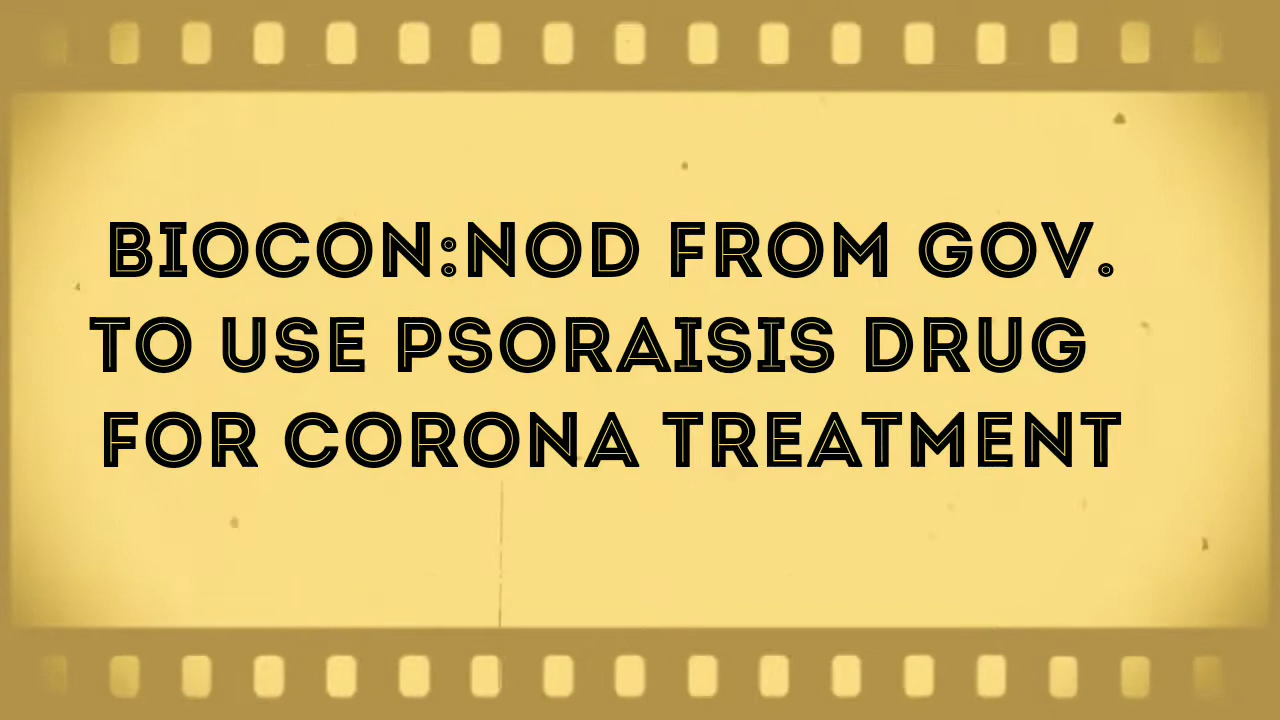 BIOCON:NOD FROM GOV.
TO USE PSORAISIS DRUG
FOR CORONA TREATMENT